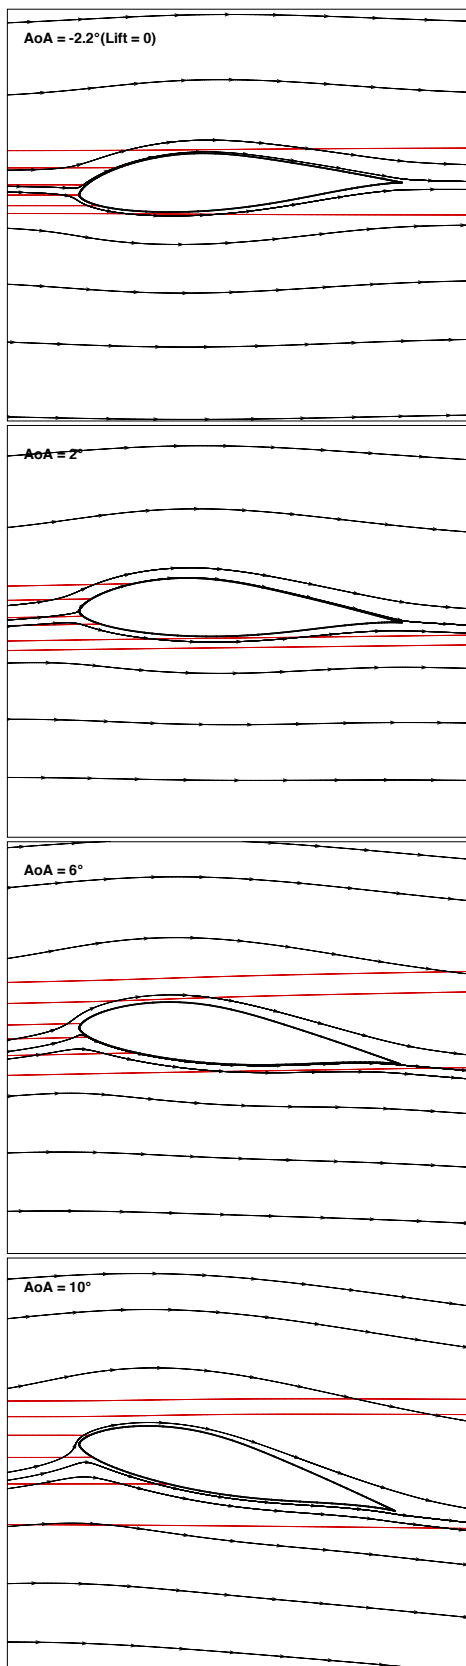 AoA = -2.2°(Lift = 0)
AoA = 2°
AoA = 6°
AoA = 10°